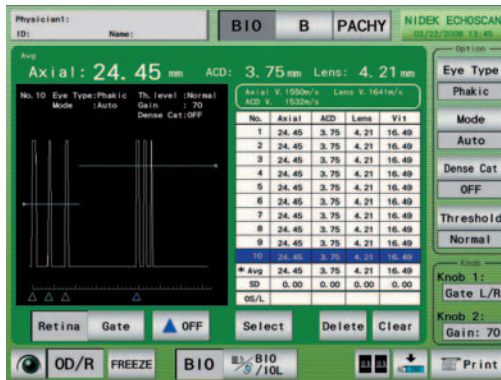 Physician1:
ID: Name:
BIO B PACHY
NIDEK ECHOSCAN
02/22/2006 13:45
Avg
Axial: 24. 45 mm ACD: 3. 75 mm Lens: 4. 21 mm
No. 10 Eye Type:Phakic Th. level :Normal
Mode :Auto Gain : 70
Dense Cat:OFF
Axial V. 1550m/s Lens V. 1641m/s
ACD V. 1532m/s
No. Axial ACD Lens Vit
1 24. 45 3. 75 4. 21 16. 49
2 24. 45 3. 75 4. 21 16. 49
3 24. 45 3. 75 4. 21 16. 49
4 24. 45 3. 75 4. 21 16. 49
5 24. 45 3. 75 4. 21 16. 49
6 24. 45 3. 75 4. 21 16. 49
7 24. 45 3. 75 4. 21 16. 49
8 24. 45 3. 75 4. 21 16. 49
9 24. 45 3. 75 4. 21 16. 49
10 24. 45 3. 75 4. 21 16. 49
* Avg 24. 45 3. 75 4. 21 16. 49
SD 0. 00 0. 00 0. 00 0. 00
OS/L
Option
Eye Type
Phakic
Mode
Auto
Dense Cat
OFF
Threshold
Normal
Knob
Knob 1:
Gate L/R
Knob 2:
Gain: 70
Retina Gate OFF Select Delete Clear
OD/R FREEZE BIO BIO/IOL Print